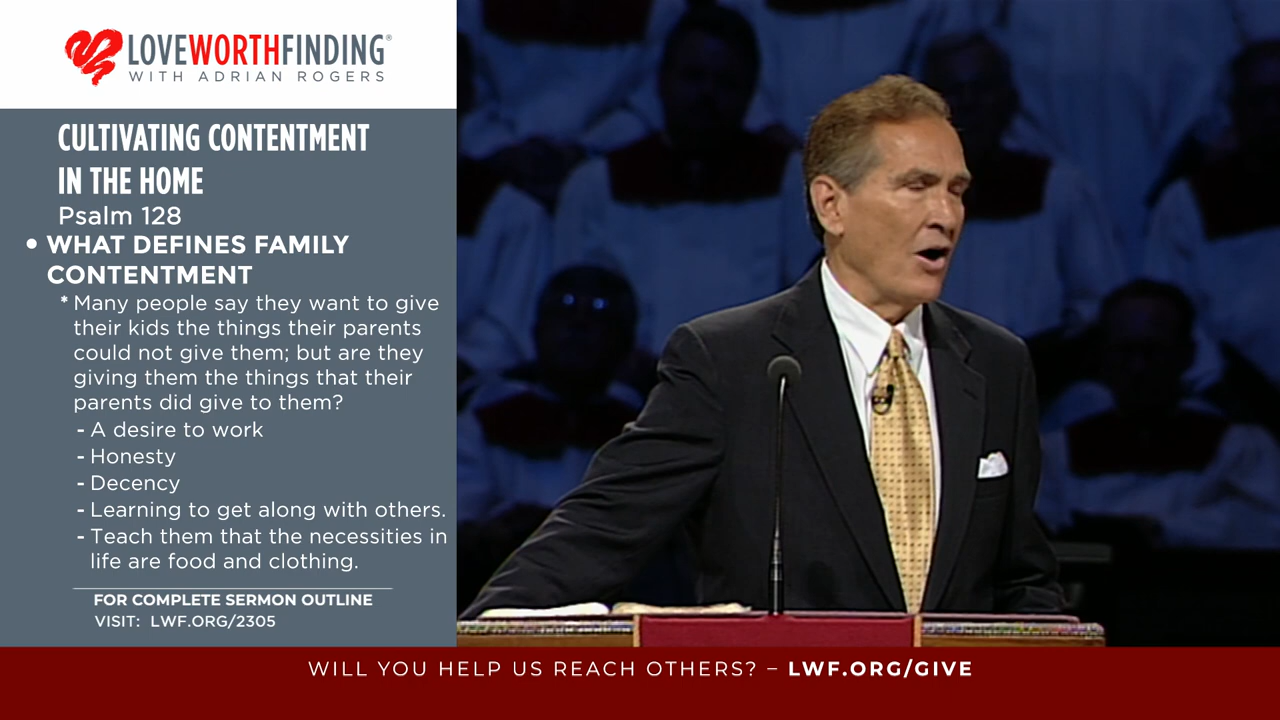 LOVEWORTHFINDING®
WITH ADRIAN ROGERS
CULTIVATING CONTENTMENT
IN THE HOME
Psalm 128
• WHAT DEFINES FAMILY
CONTENTMENT
* Many people say they want to give
their kids the things their parents
could not give them; but are they
giving them the things that their
parents did give to them?
- A desire to work
- Honesty
- Decency
- Learning to get along with others.
- Teach them that the necessities in
life are food and clothing.
FOR COMPLETE SERMON OUTLINE
VISIT: LWF.ORG/2305
WILL YOU HELP US REACH OTHERS? – LWF.ORG/GIVE